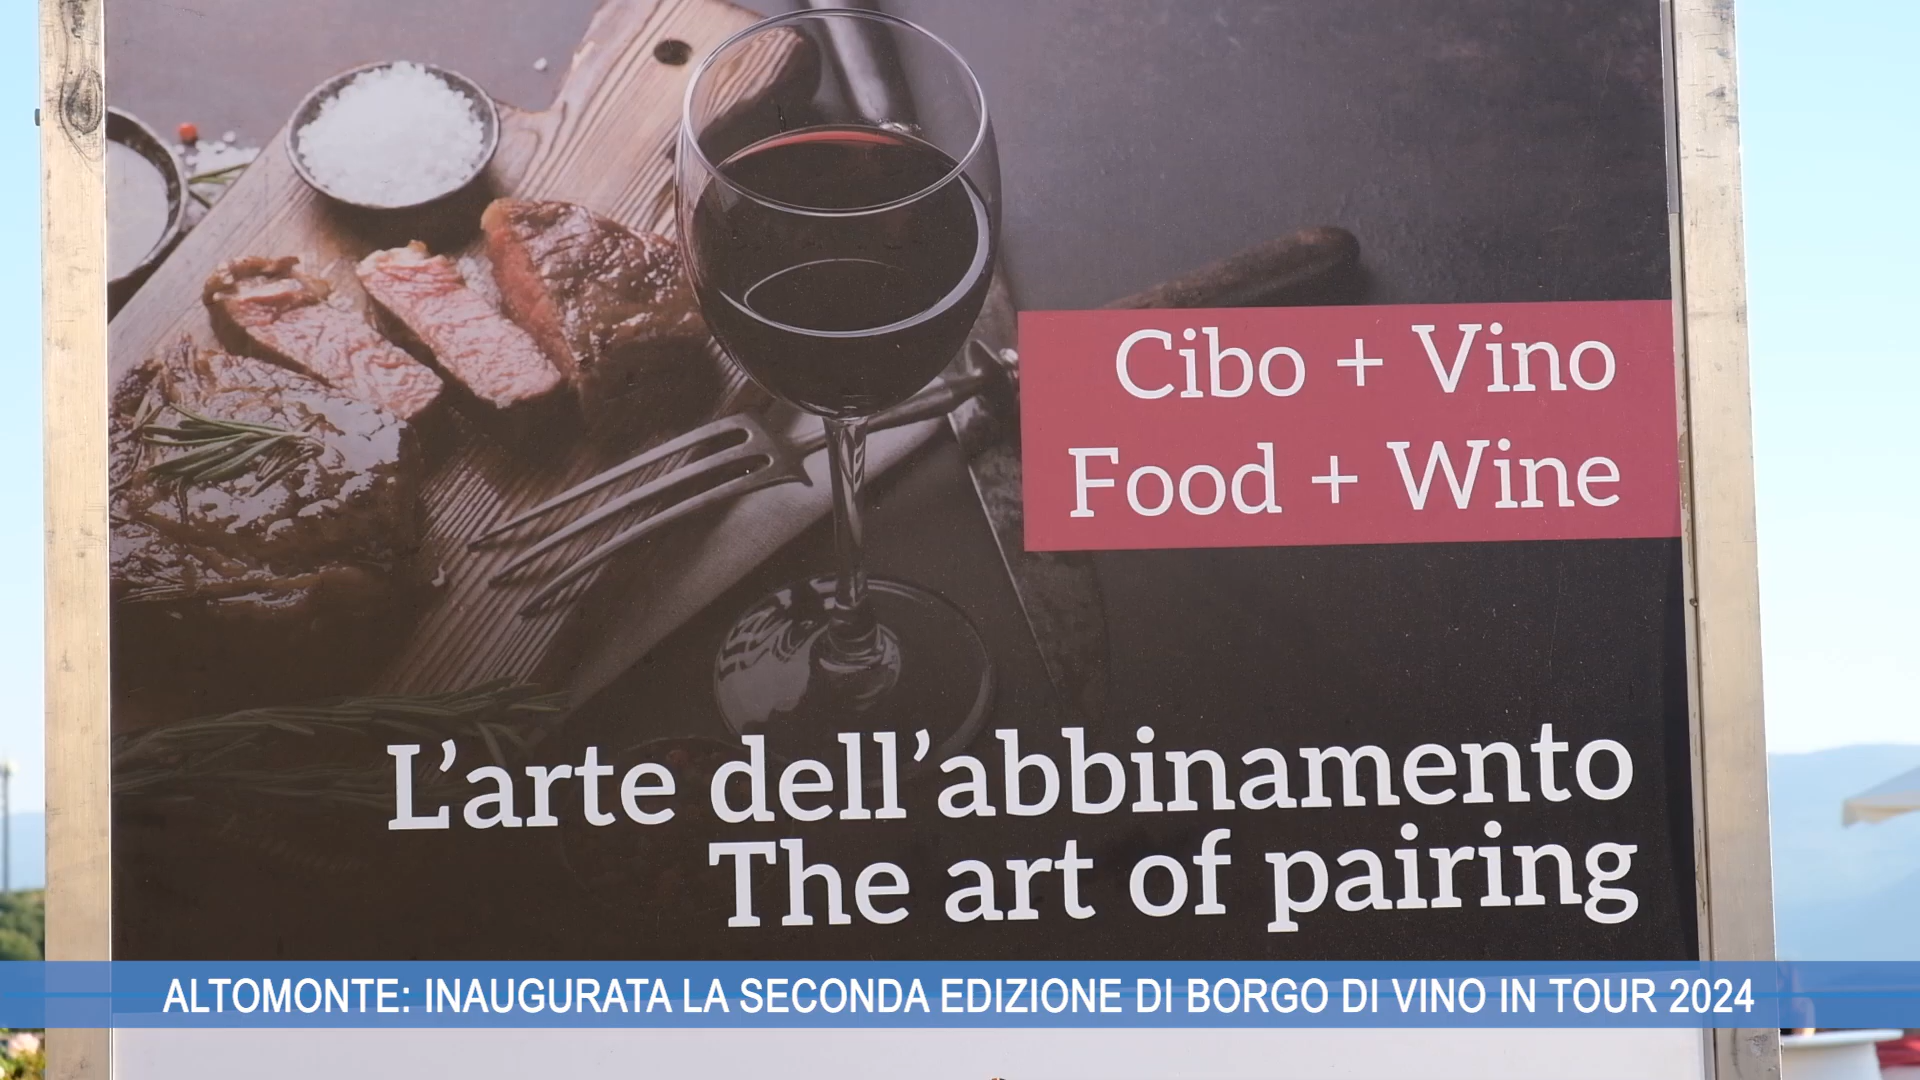 Cibo + Vino
Food + Wine
L'arte dell'abbinamento
The art of pairing
ALTOMONTE: INAUGURATA LA SECONDA EDIZIONE DI BORGO DI VINO IN TOUR 2024